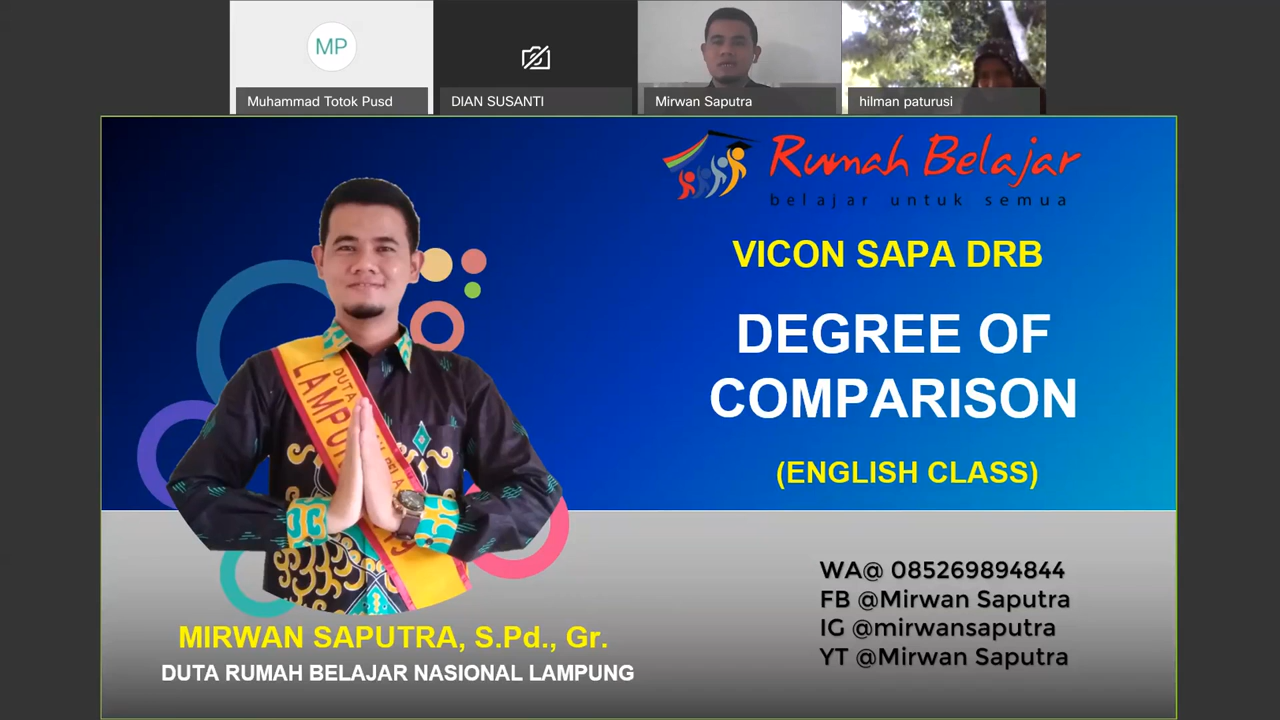 MP
Muhammad Totok Pusd
DIAN SUSANTI
Mirwan Saputra
hilman paturusi
Rumah Belajar
belajar untuk semua
VICON SAPA DRB
DEGREE OF
COMPARISON
(ENGLISH CLASS)
DUTA
LAMPU
WA@ 085269894844
FB @Mirwan Saputra
IG @mirwansaputra
YT @Mirwan Saputra
MIRWAN SAPUTRA, S.Pd., Gr.
DUTA RUMAH BELAJAR NASIONAL LAMPUNG